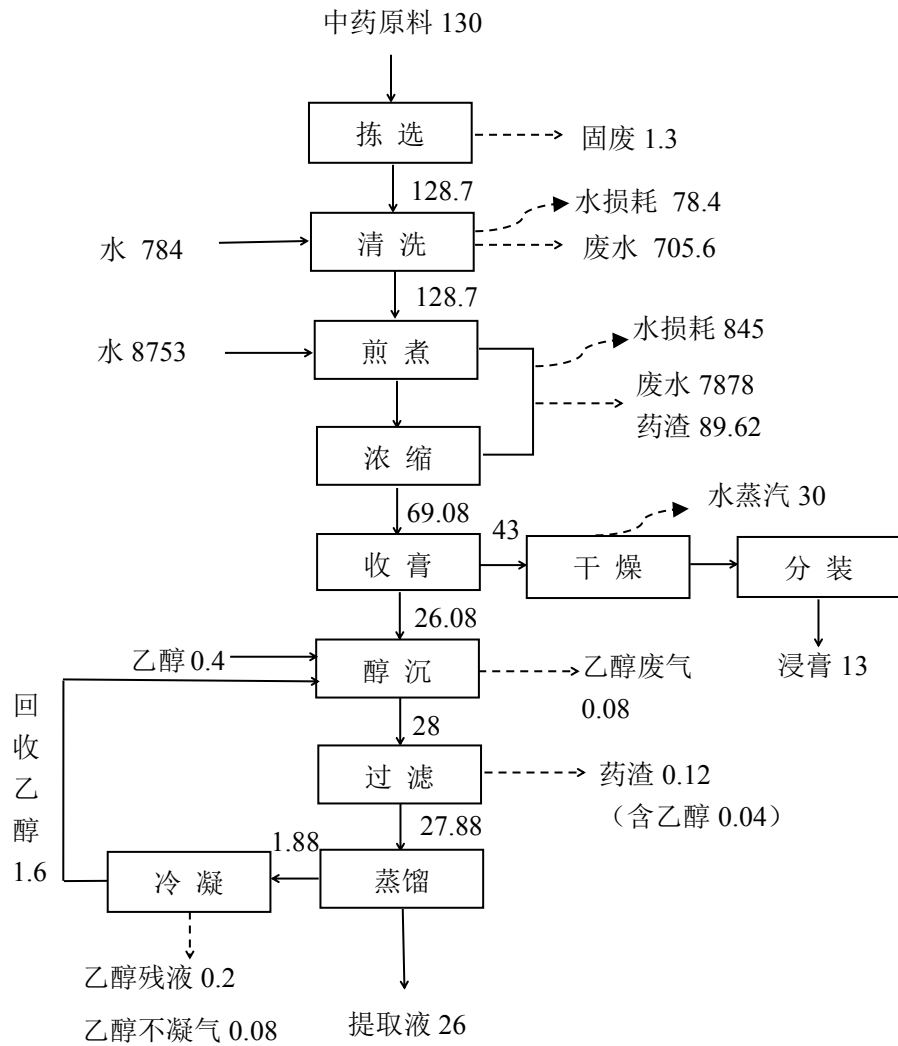 中药原料 130
拣 选
固废 1.3
128.7
水损耗 78.4
水 784
清 洗
废水 705.6
128.7
水损耗 845
水 8753
煎 煮
废水 7878
药渣 89.62
浓 缩
69.08
水蒸汽 30
43
收 膏
干 燥
分 装
26.08
乙醇 0.4
醇 沉
乙醇废气
0.08
浸膏 13
回
收
乙
醇
1.6
28
过 滤
药渣 0.12
（含乙醇 0.04）
27.88
1.88
冷 凝
蒸馏
乙醇残液 0.2
乙醇不凝气 0.08
提取液 26